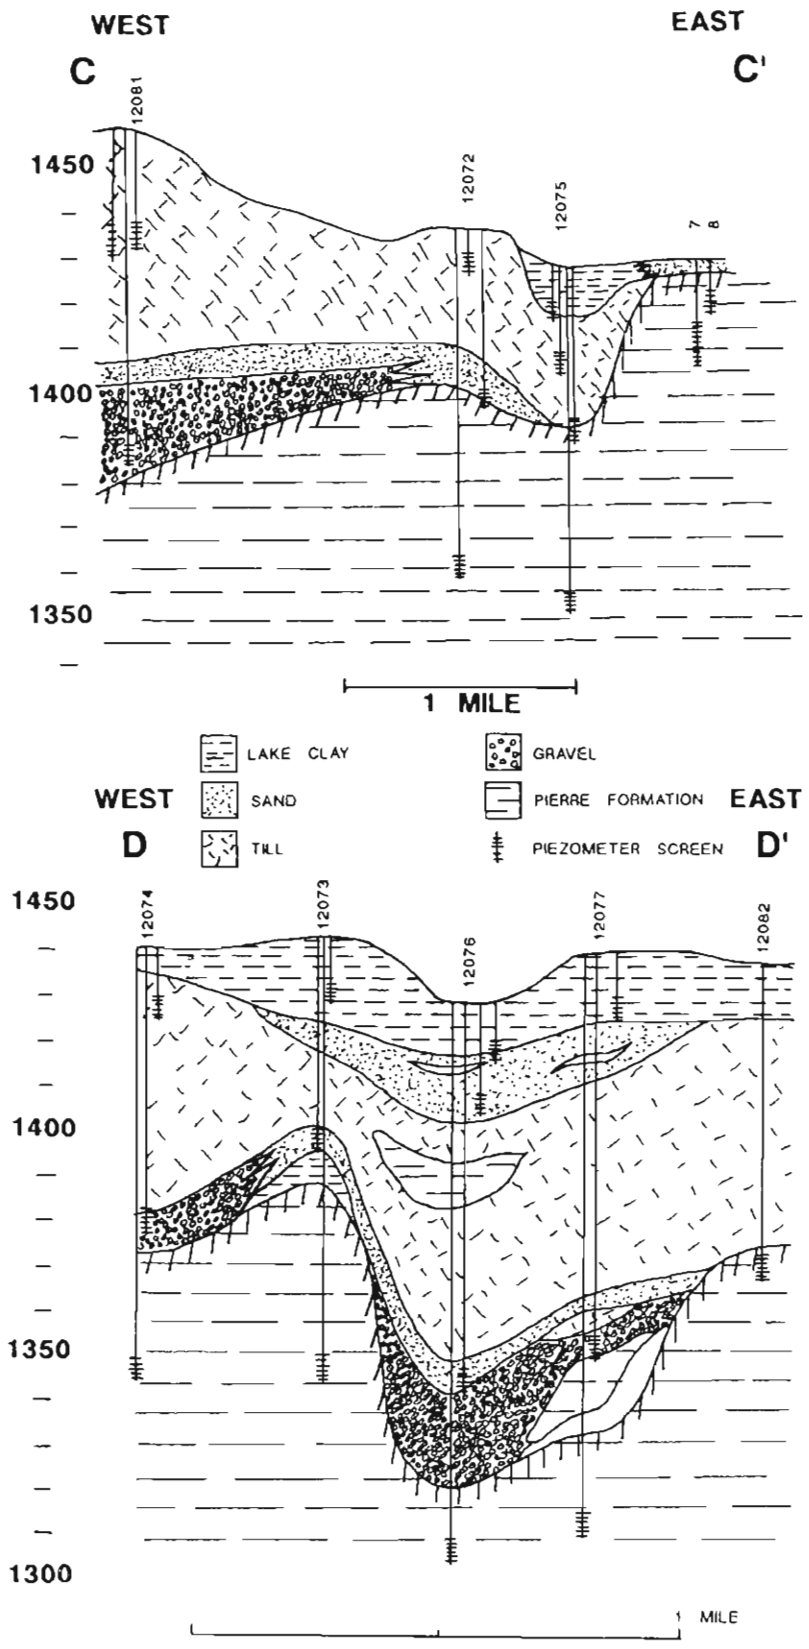 WEST EAST
C C'
12081
12072
12075
7
8
1450
1400
1350
1 MILE
LAKE CLAY GRAVEL
SAND PIERRE FORMATION
TILL PIEZOMETER SCREEN
WEST EAST
D D'
12074
12073
12076
12077
12082
1450
1400
1350
1300
1 MILE